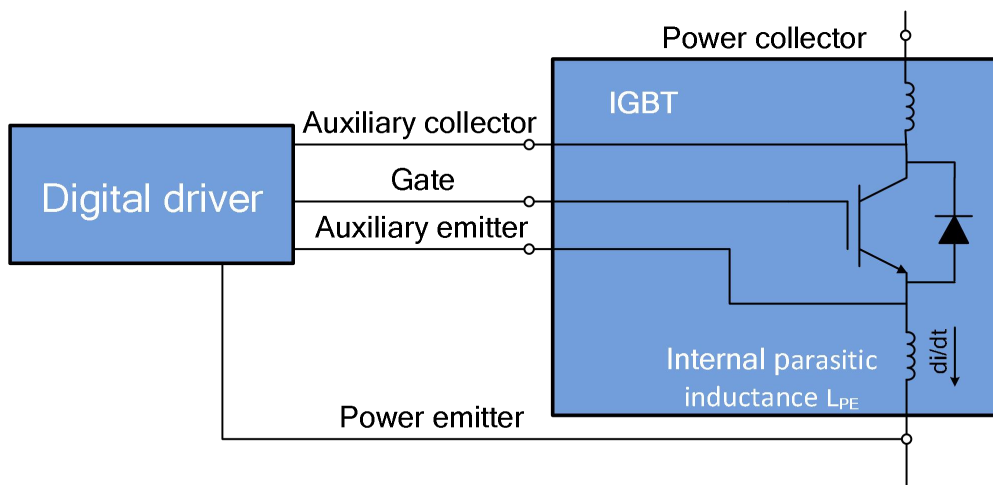 Power collector
IGBT
Auxiliary collector
Gate
Digital driver
Auxiliary emitter
di/dt
Internal parasitic
inductance LPE
Power emitter